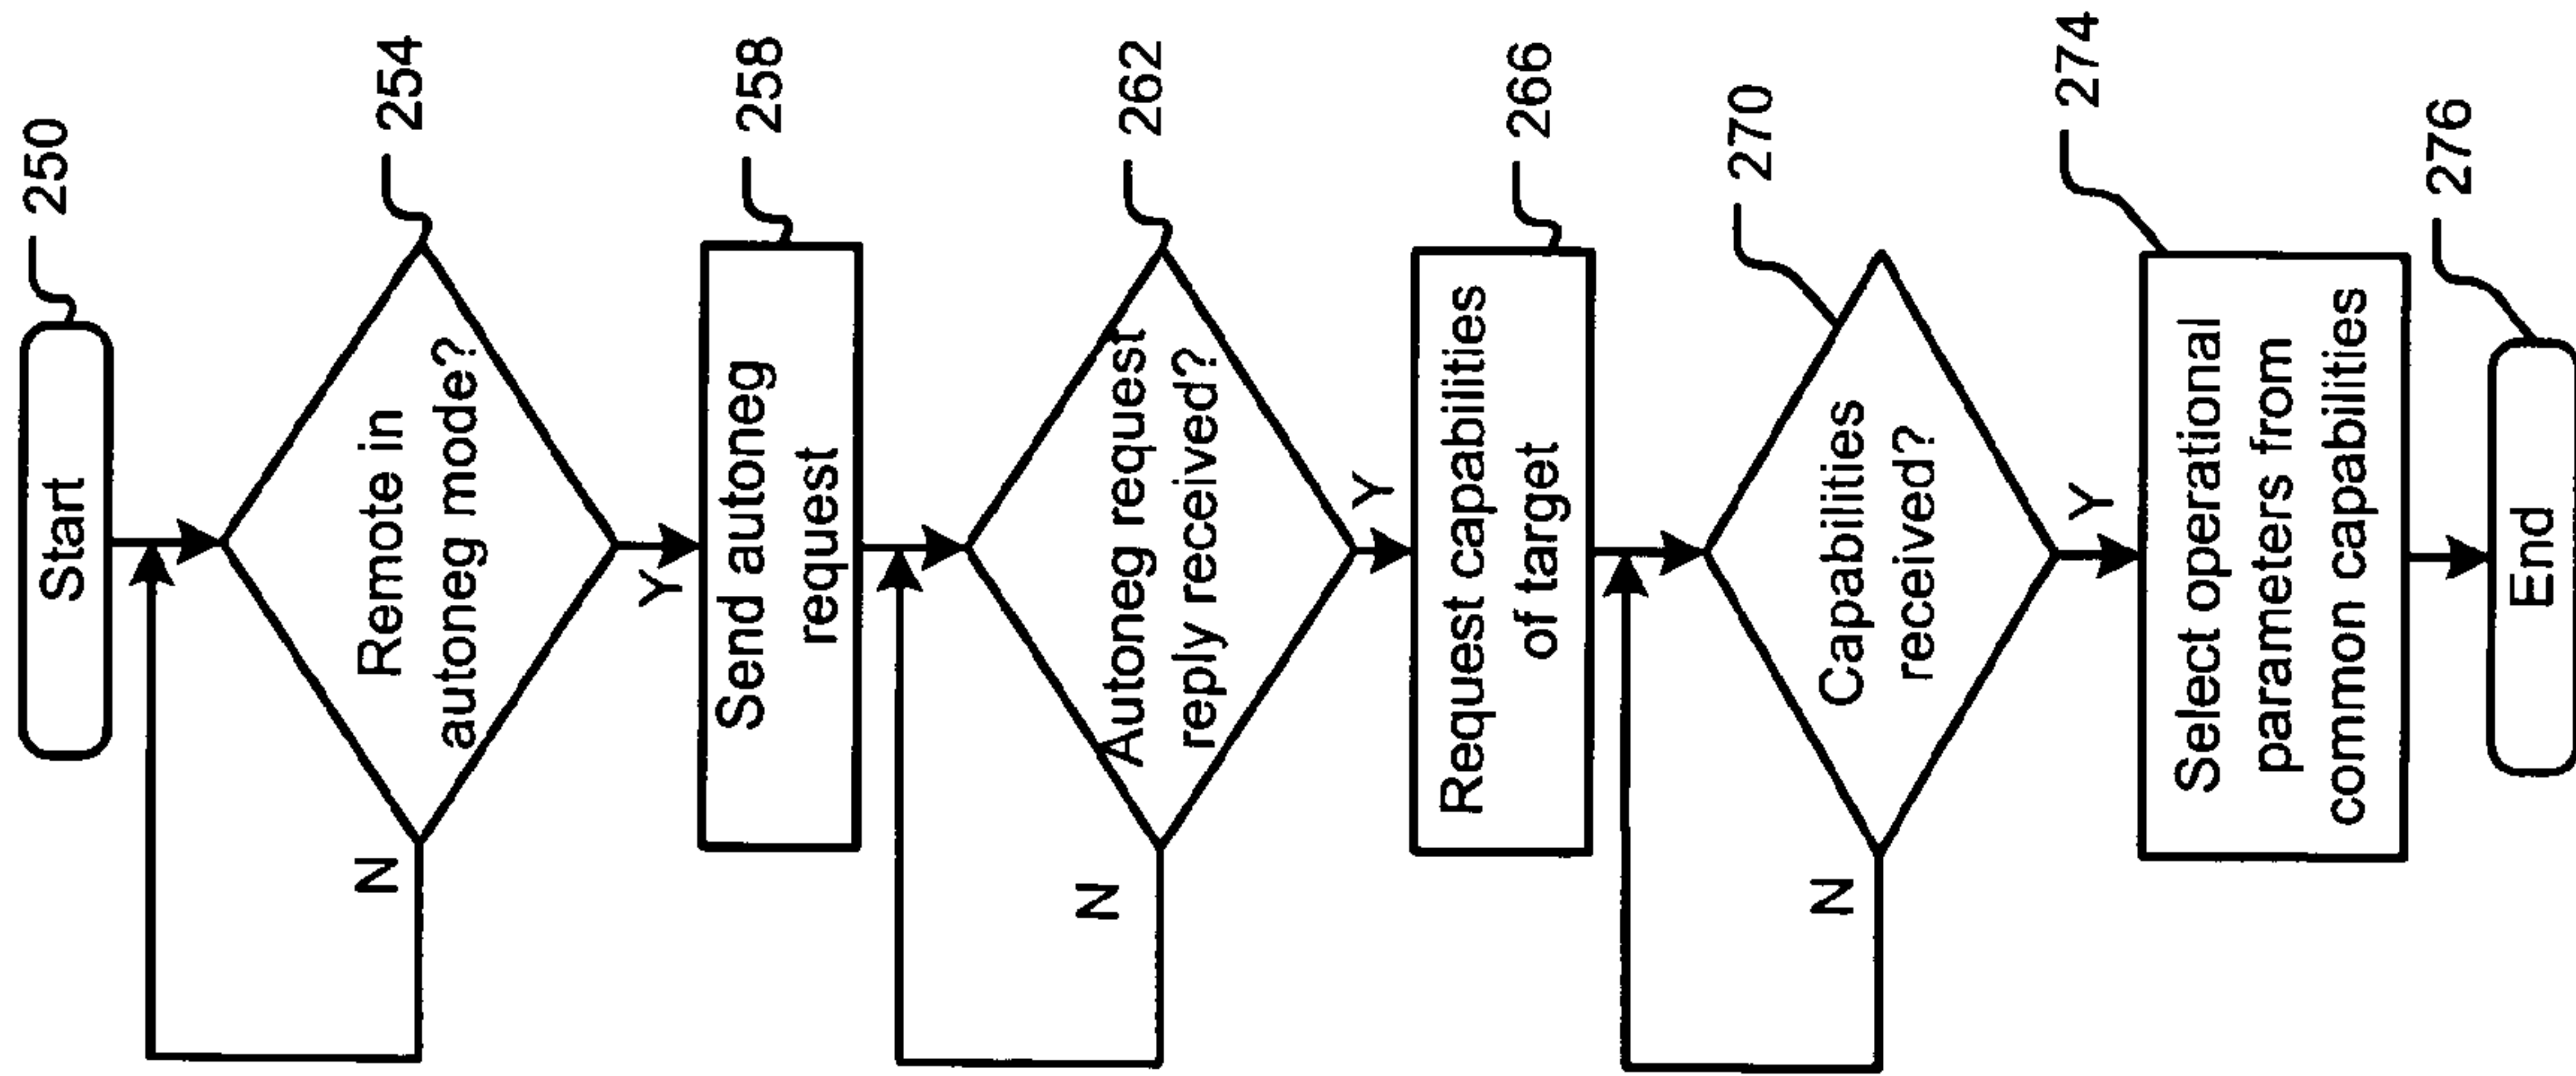 Start
250
Remote in
autoneg mode?
254
N
Y
Send autoneg
request
258
Autoneg request
reply received?
262
N
Y
Request capabilities
of target
266
Capabilities
received?
270
N
Y
Select operational
parameters from
common capabilities
274
End
276